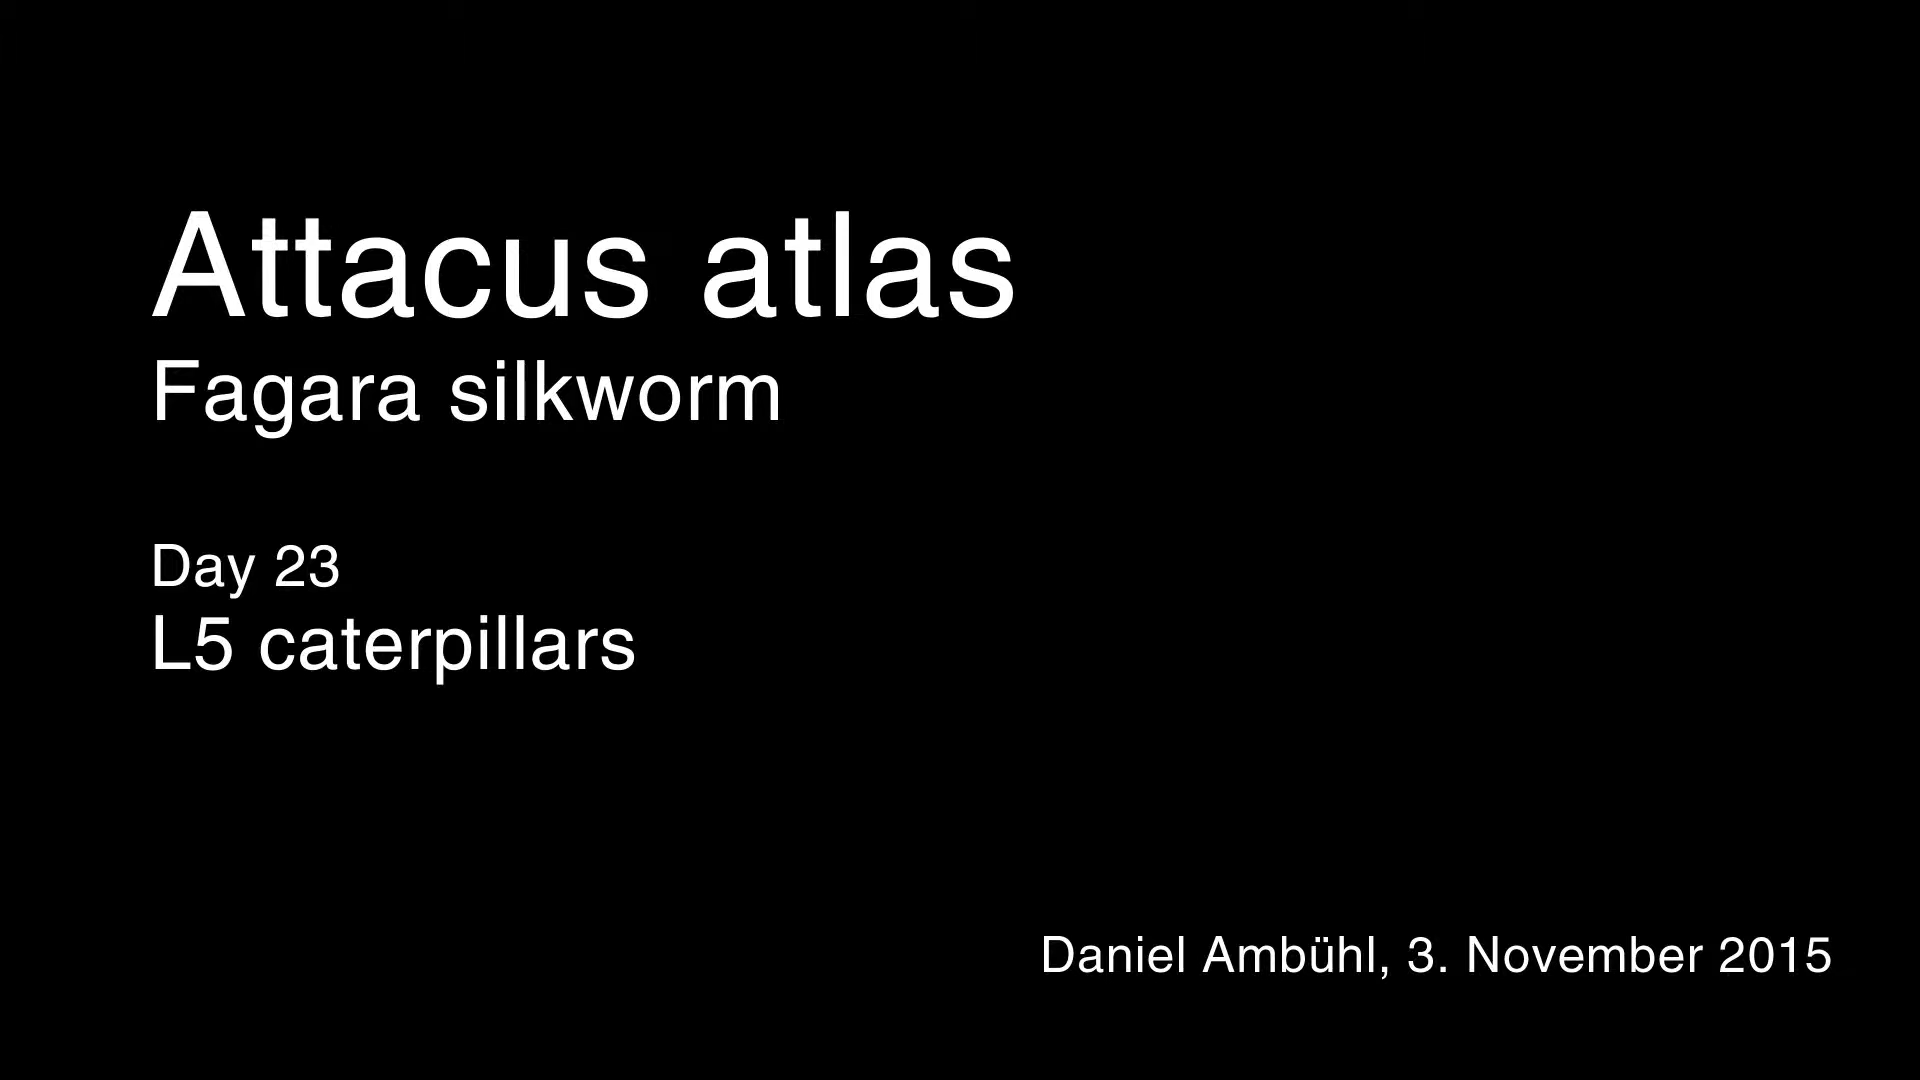 Attacus atlas
Fagara silkworm
Day 23
L5 caterpillars
Daniel Ambühl, 3. November 2015